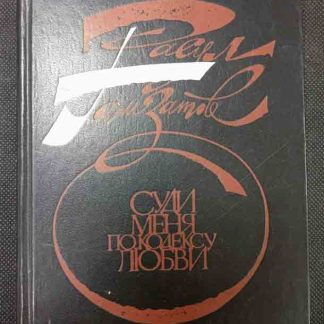 Расул
Гамзатов
СУДИ
МЕНЯ
ПО КОДЕКСУ
ЛЮБВИ